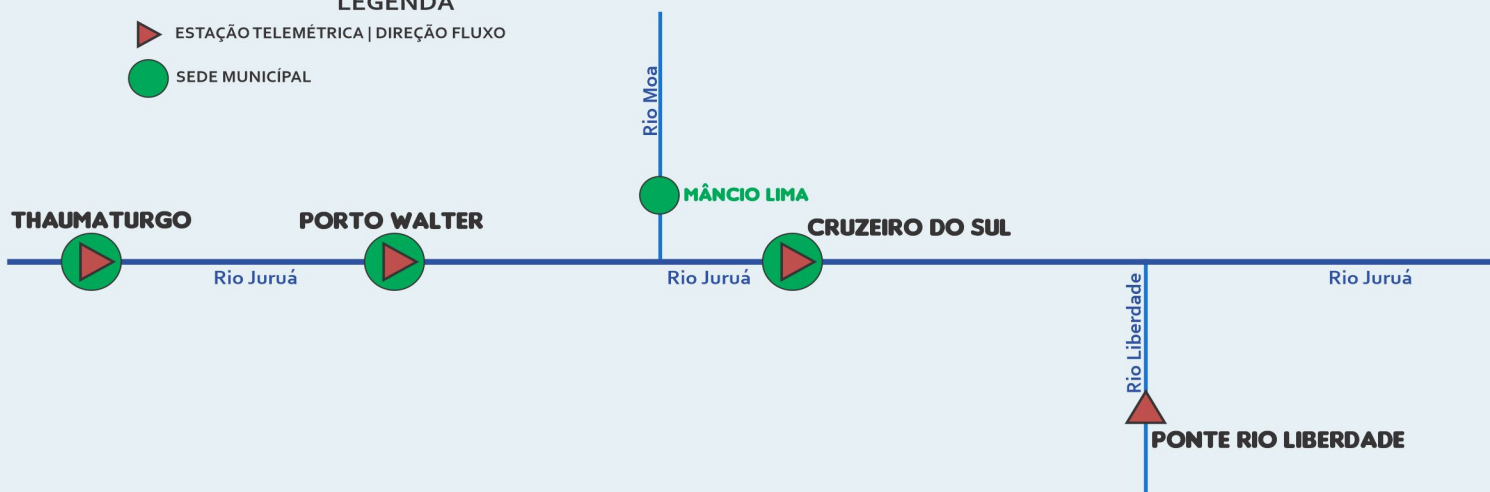 LEGENDA
ESTAÇÃO TELEMÉTRICA | DIREÇÃO FLUXO
SEDE MUNICÍPAL
Rio Moa
MÂNCIO LIMA
THAUMATURGO
PORTO WALTER
CRUZEIRO DO SUL
Rio Juruá
Rio Juruá
Rio Juruá
Rio Liberdade
PONTE RIO LIBERDADE